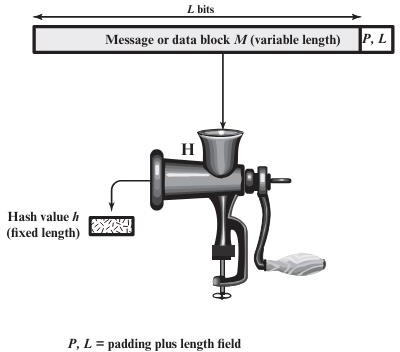 L bits
Message or data block M (variable length) P, L
H
Hash value h
(fixed length)
P, L = padding plus length field